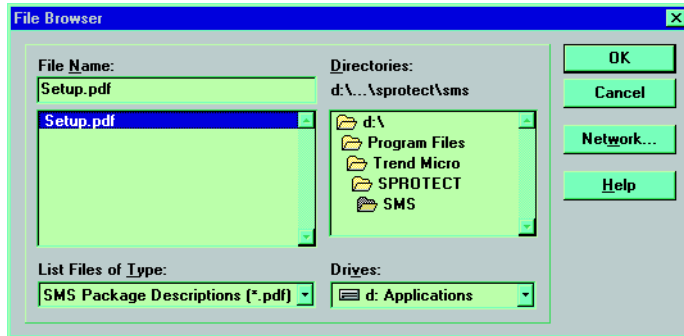 File Browser
File Name:
Setup.pdf
Setup.pdf
List Files of Type:
SMS Package Descriptions (*.pdf)
Directories:
d:\...\sprotect\sms
d:\
Program Files
Trend Micro
SPROTECT
SMS
Drives:
d: Applications
OK
Cancel
Network...
Help